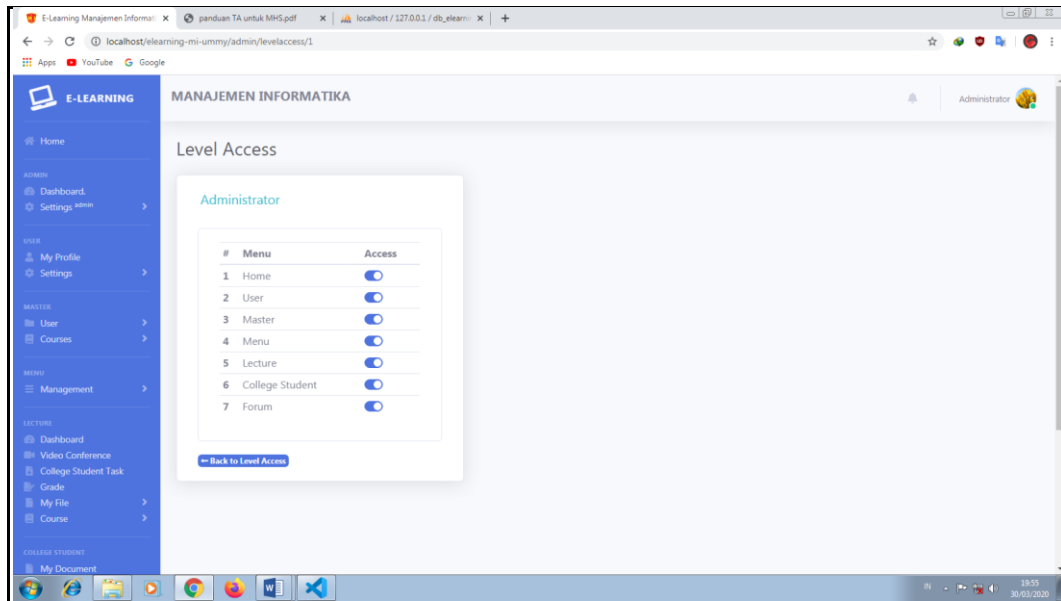 E-Learning Manajemen Informati
panduan TA untuk MHS.pdf
localhost / 127.0.0.1 / db_elearni
localhost/elearning-mi-ummy/admin/levelaccess/1
Apps YouTube Google
E-LEARNING
MANAJEMEN INFORMATIKA
Administrator
Home
ADMIN
Dashboard.
Settings admin
USER
My Profile
Settings
MASTER
User
Courses
MENU
Management
LECTURE
Dashboard
Video Conference
College Student Task
Grade
My File
Course
COLLEGE STUDENT
My Document
Level Access
Administrator
# Menu Access
1 Home
2 User
3 Master
4 Menu
5 Lecture
6 College Student
7 Forum
← Back to Level Access
IN
19:55
30/03/2020